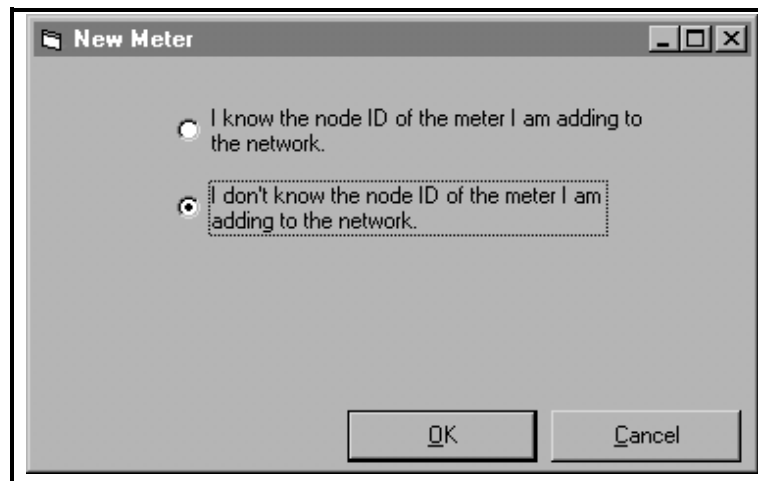 New Meter
I know the node ID of the meter I am adding to
the network.
I don't know the node ID of the meter I am
adding to the network.
OK
Cancel